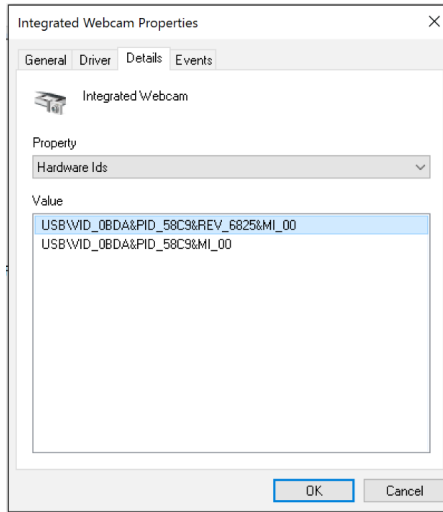 Integrated Webcam Properties
General Driver Details Events
Integrated Webcam
Property
Hardware Ids
Value
USB\VID_0BDA&PID_58C9&REV_6825&MI_00
USB\VID_0BDA&PID_58C9&MI_00
OK Cancel